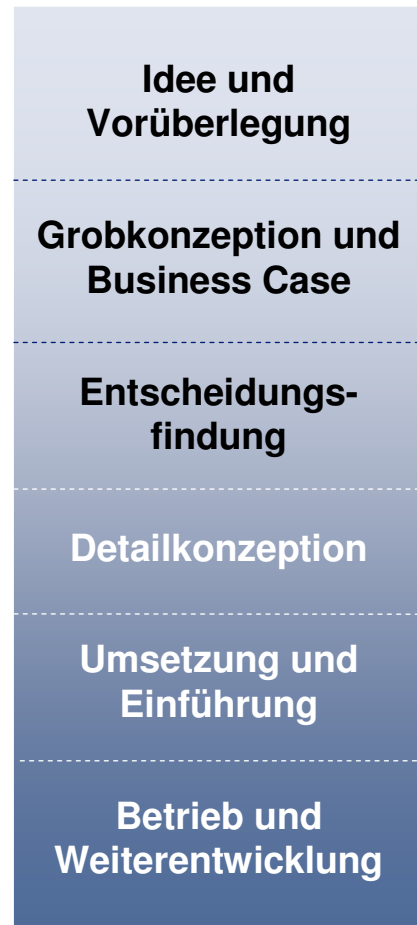 Idee und
Vorüberlegung
Grobkonzeption und
Business Case
Entscheidungs-
findung
Detailkonzeption
Umsetzung und
Einführung
Betrieb und
Weiterentwicklung